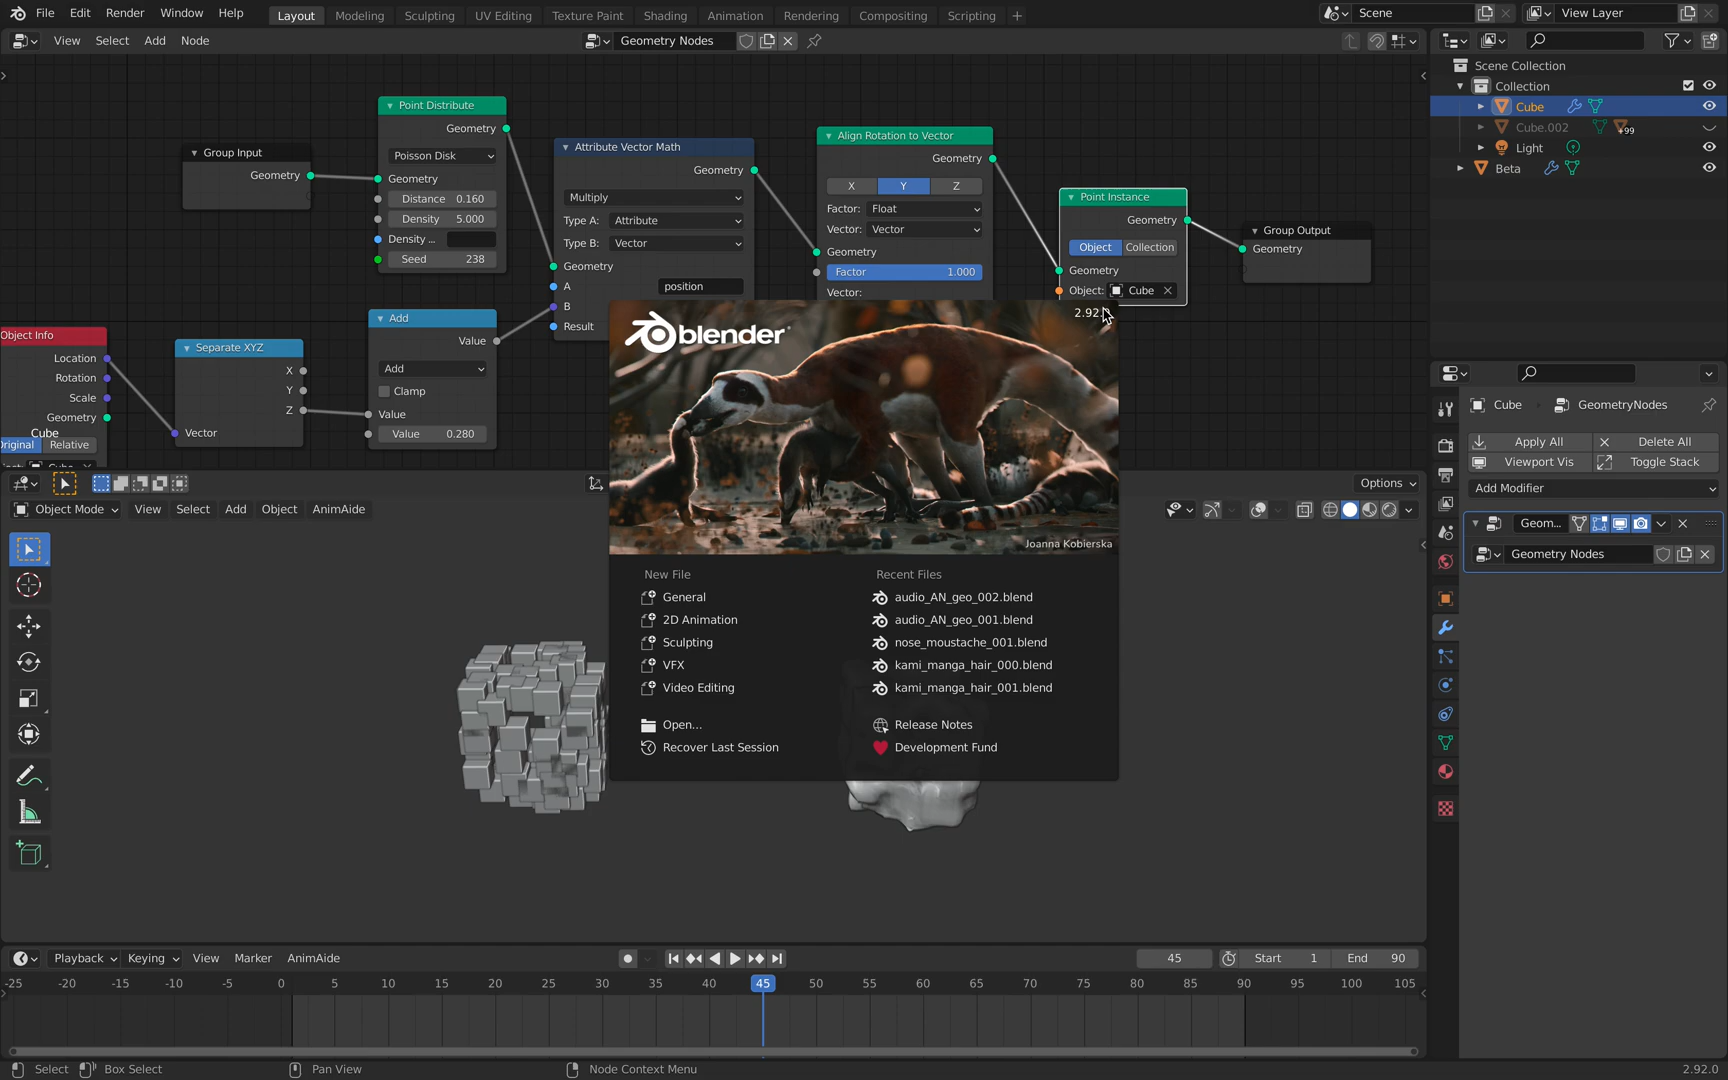 File Edit Render Window Help Layout Modeling Sculpting UV Editing Texture Paint Shading Animation Rendering Compositing Scripting Scene View Layer
View Select Add Node Geometry Nodes
Point Distribute
Geometry
Poisson Disk
Geometry
Distance 0.160
Density 5.000
Density ...
Seed 238
Group Input
Geometry
Attribute Vector Math
Geometry
Multiply
Type A: Attribute
Type B: Vector
Geometry
A position
B
Result
Align Rotation to Vector
Geometry
X Y Z
Factor: Float
Vector: Vector
Geometry
Factor 1.000
Vector:
Point Instance
Geometry
Object Collection
Geometry
Object: Cube
Group Output
Geometry
Object Info
Location
Rotation
Scale
Geometry
Cube
Original Relative
Separate XYZ
X
Y
Z
Vector
Add
Value
Add
Clamp
Value
Value 0.280
Scene Collection
Collection
Cube
Cube.002 +99
Light
Beta
Cube GeometryNodes
Apply All Delete All
Viewport Vis Toggle Stack
Add Modifier
Geom...
Geometry Nodes
Options
Object Mode View Select Add Object AnimAide
blender
2.92.0
Joanna Kobierska
New File
General
2D Animation
Sculpting
VFX
Video Editing
Open...
Recover Last Session
Recent Files
audio_AN_geo_002.blend
audio_AN_geo_001.blend
nose_moustache_001.blend
kami_manga_hair_000.blend
kami_manga_hair_001.blend
Release Notes
Development Fund
Playback Keying View Marker AnimAide 45 Start 1 End 90
-25 -20 -15 -10 -5 0 5 10 15 20 25 30 35 40 45 50 55 60 65 70 75 80 85 90 95 100 105
Select Box Select Pan View Node Context Menu 2.92.0